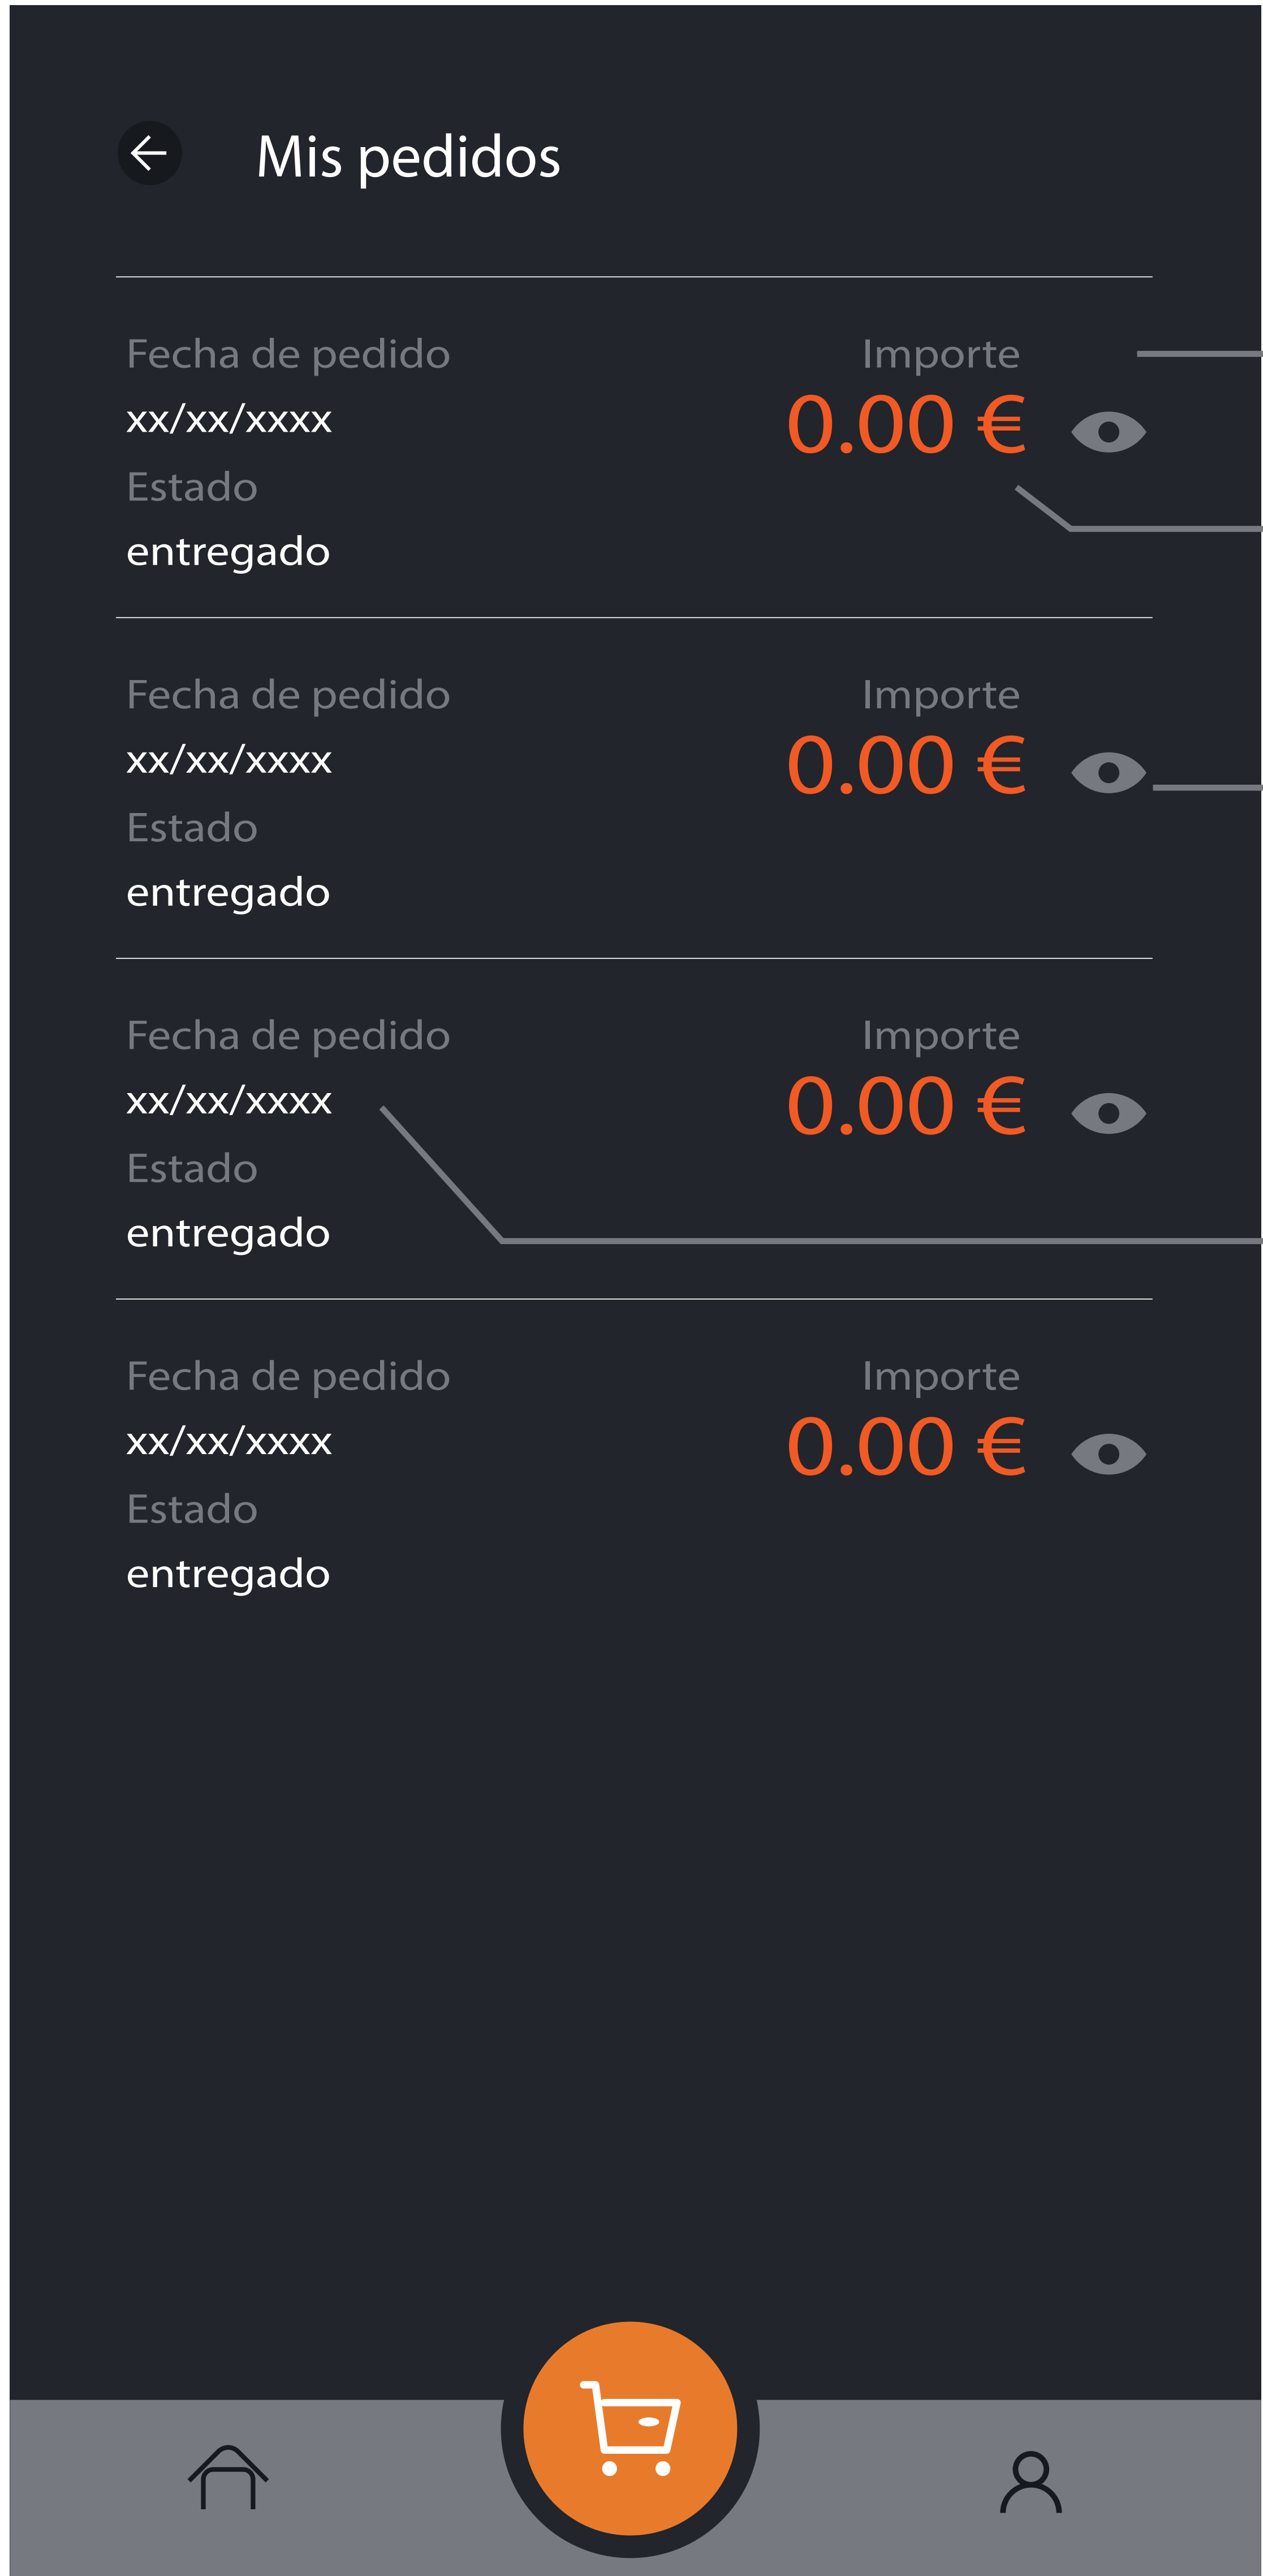 Mis pedidos
Fecha de pedido
Importe
xx/xx/xxxx
0.00 €
Estado
entregado
Fecha de pedido
Importe
xx/xx/xxxx
0.00 €
Estado
entregado
Fecha de pedido
Importe
xx/xx/xxxx
0.00 €
Estado
entregado
Fecha de pedido
Importe
xx/xx/xxxx
0.00 €
Estado
entregado